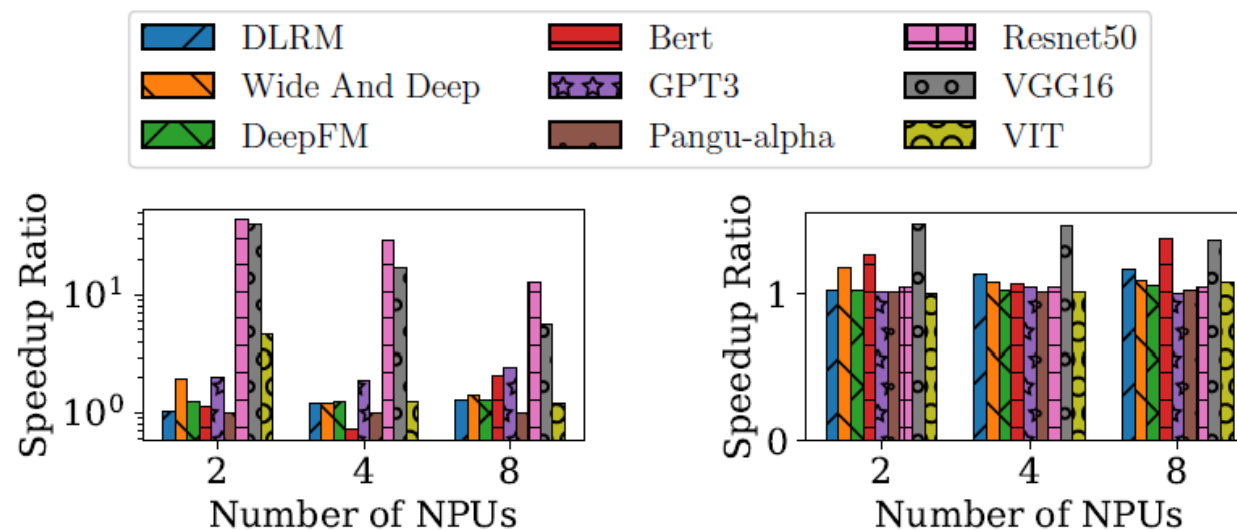 DLRM
Wide And Deep
DeepFM
Bert
GPT3
Pangu-alpha
Resnet50
VGG16
VIT
Speedup Ratio
10¹
10⁰
2 4 8
Number of NPUs
Speedup Ratio
1
0
2 4 8
Number of NPUs